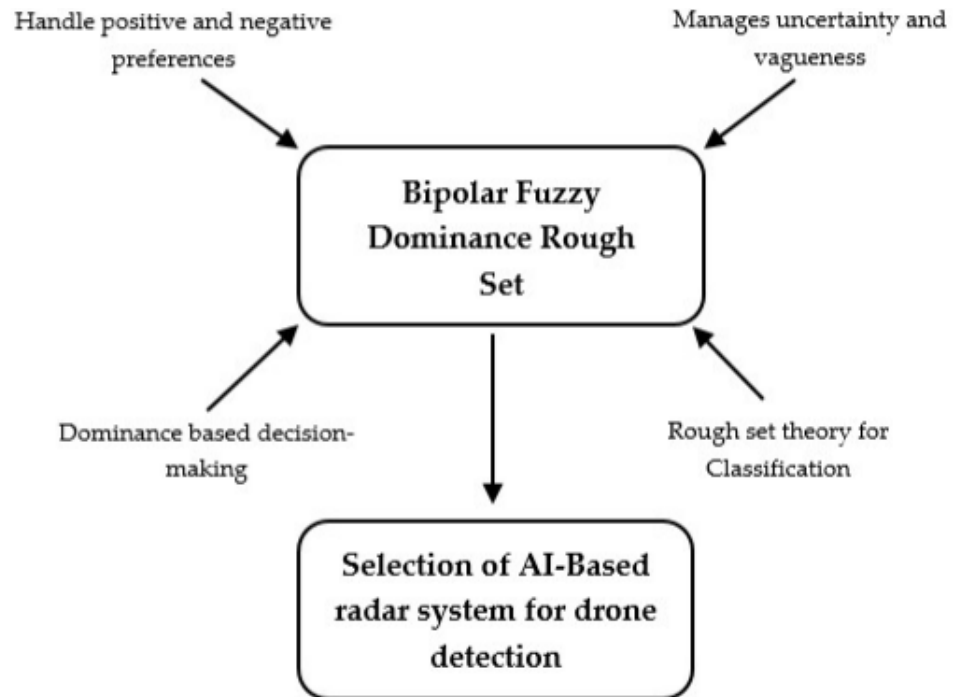 Handle positive and negative
preferences
Manages uncertainty and
vagueness
Bipolar Fuzzy
Dominance Rough
Set
Dominance based decision-
making
Rough set theory for
Classification
Selection of AI-Based
radar system for drone
detection